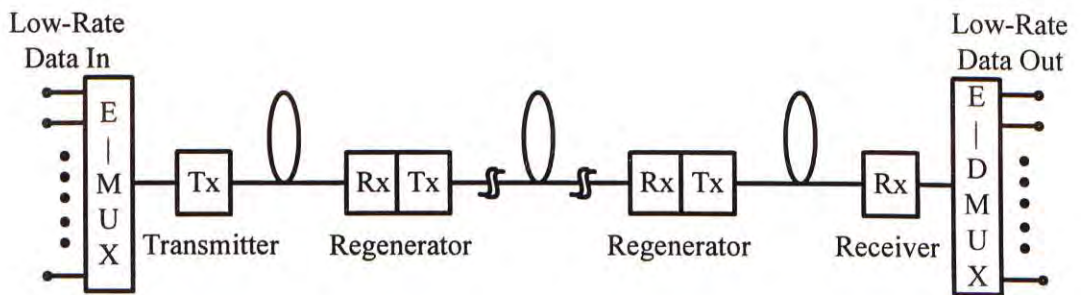 Low-Rate
Data In
Low-Rate
Data Out
E
|
M
U
X
E
|
D
M
U
X
Tx
Rx Tx
Rx Tx
Rx
Transmitter
Regenerator
Regenerator
Receiver